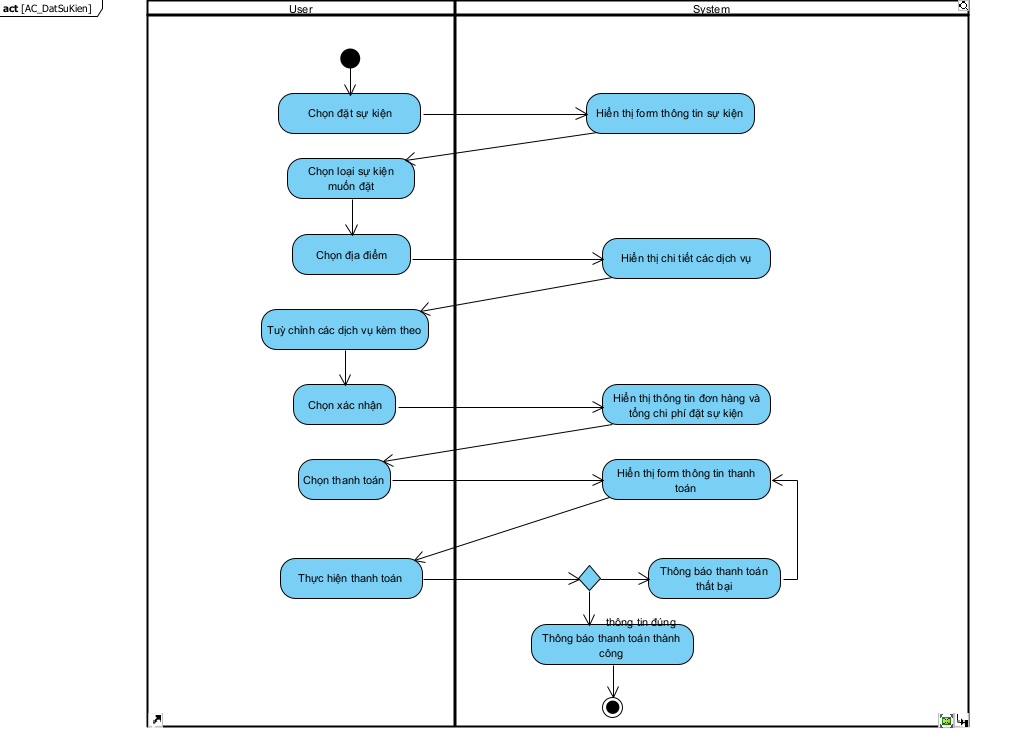 act [AC_DatSuKien]
User
System
Chọn đặt sự kiện
Hiển thị form thông tin sự kiện
Chọn loại sự kiện
muốn đặt
Chọn địa điểm
Hiển thị chi tiết các dịch vụ
Tuỳ chỉnh các dịch vụ kèm theo
Chọn xác nhận
Hiển thị thông tin đơn hàng và
tổng chi phí đặt sự kiện
Chọn thanh toán
Hiển thị form thông tin thanh
toán
Thực hiện thanh toán
Thông báo thanh toán
thất bại
thông tin đúng
Thông báo thanh toán thành
công